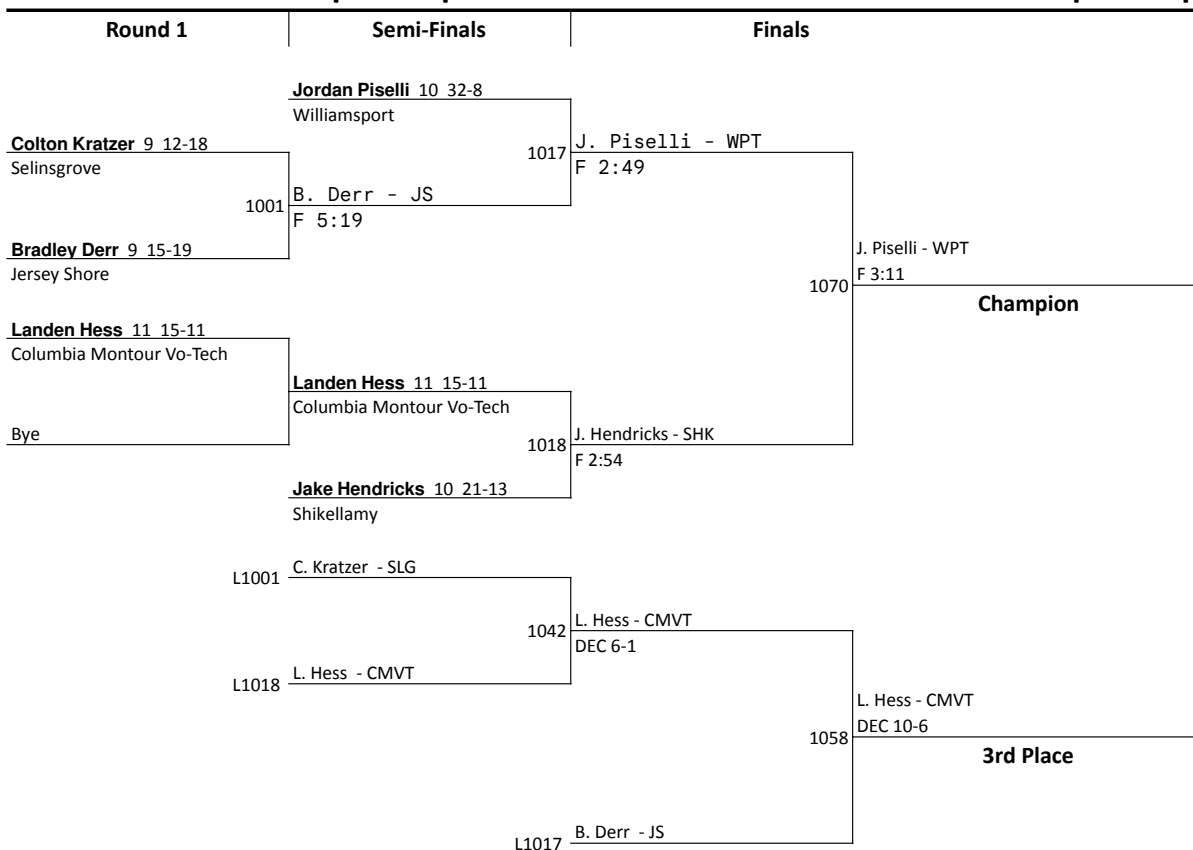 Round 1 Semi-Finals Finals
Jordan Piselli 10 32-8
Williamsport
Colton Kratzer 9 12-18
Selinsgrove
1017 J. Piselli - WPT
F 2:49
1001 B. Derr - JS
F 5:19
Bradley Derr 9 15-19
Jersey Shore
J. Piselli - WPT
1070 F 3:11
Champion
Landen Hess 11 15-11
Columbia Montour Vo-Tech
Landen Hess 11 15-11
Columbia Montour Vo-Tech
Bye
1018 J. Hendricks - SHK
F 2:54
Jake Hendricks 10 21-13
Shikellamy
L1001 C. Kratzer - SLG
1042 L. Hess - CMVT
DEC 6-1
L1018 L. Hess - CMVT
L. Hess - CMVT
1058 DEC 10-6
3rd Place
L1017 B. Derr - JS